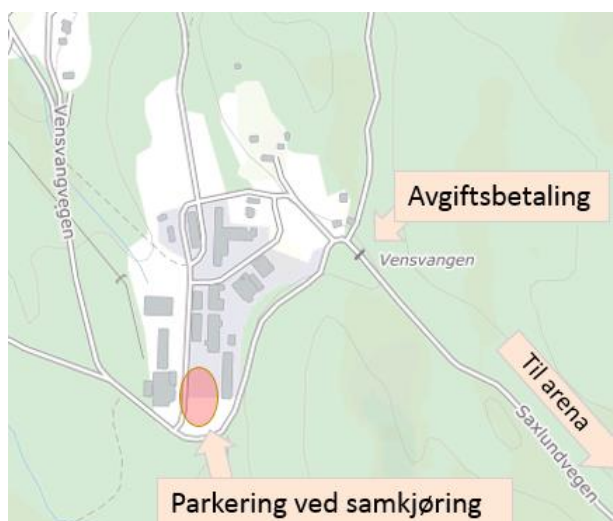 Vensvangvegen
Avgiftsbetaling
Vensvangen
Til arena
Saxlundvegen
Parkering ved samkjøring